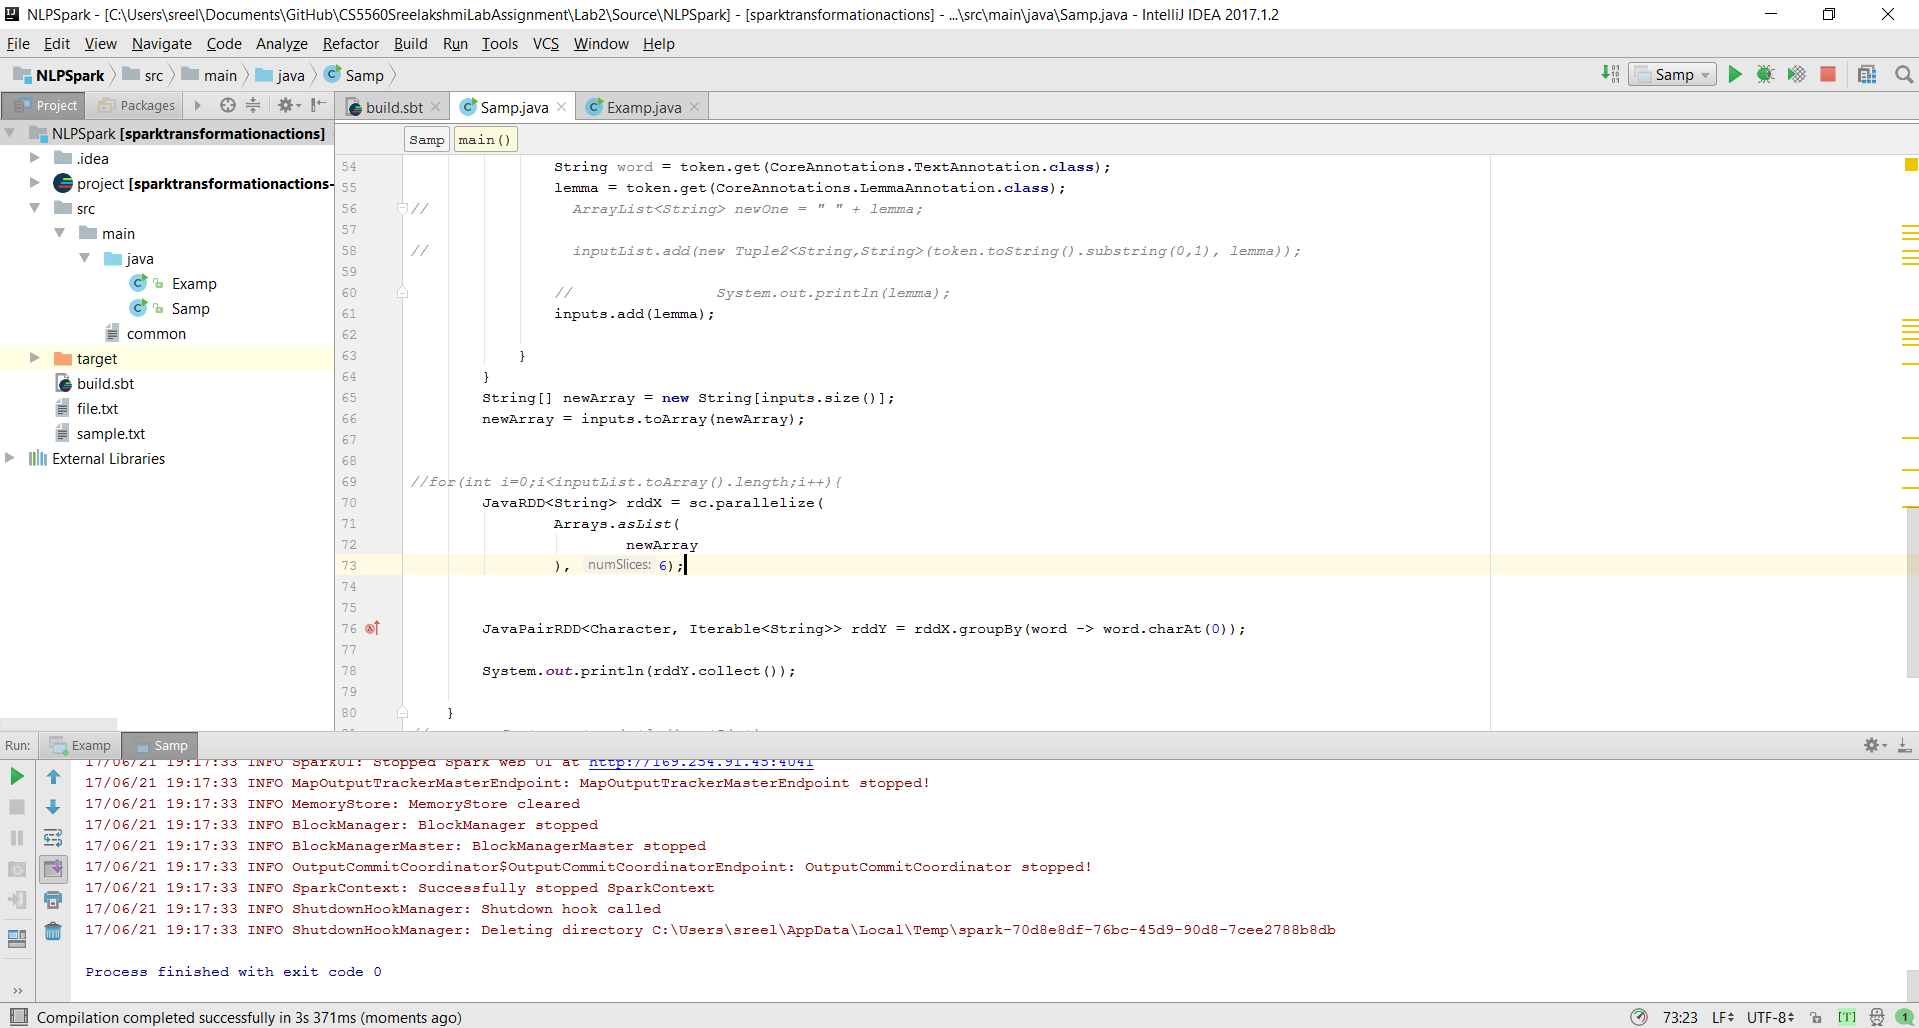 NLPSpark - [C:\Users\sreel\Documents\GitHub\CS5560SreelakshmiLabAssignment\Lab2\Source\NLPSpark] - [sparktransformationactions] - ...\src\main\java\Samp.java - IntelliJ IDEA 2017.1.2
File Edit View Navigate Code Analyze Refactor Build Run Tools VCS Window Help
NLPSpark src main java Samp
Samp
Project Packages
build.sbt Samp.java Examp.java
NLPSpark [sparktransformationactions]
.idea
project [sparktransformationactions-
src
main
java
Examp
Samp
common
target
build.sbt
file.txt
sample.txt
External Libraries
Samp main()
54 String word = token.get(CoreAnnotations.TextAnnotation.class);
55 lemma = token.get(CoreAnnotations.LemmaAnnotation.class);
56 // ArrayList<String> newOne = " " + lemma;
57
58 // inputList.add(new Tuple2<String,String>(token.toString().substring(0,1), lemma));
59
60 // System.out.println(lemma);
61 inputs.add(lemma);
62
63 }
64 }
65 String[] newArray = new String[inputs.size()];
66 newArray = inputs.toArray(newArray);
67
68
69 //for(int i=0;i<inputList.toArray().length;i++){
70 JavaRDD<String> rddX = sc.parallelize(
71 Arrays.asList(
72 newArray
73 ), numSlices: 6);
74
75
76 JavaPairRDD<Character, Iterable<String>> rddY = rddX.groupBy(word -> word.charAt(0));
77
78 System.out.println(rddY.collect());
79
80 }
Run: Examp Samp
17/06/21 19:17:33 INFO SparkUI: Stopped Spark web UI at http://169.254.91.45:4041
17/06/21 19:17:33 INFO MapOutputTrackerMasterEndpoint: MapOutputTrackerMasterEndpoint stopped!
17/06/21 19:17:33 INFO MemoryStore: MemoryStore cleared
17/06/21 19:17:33 INFO BlockManager: BlockManager stopped
17/06/21 19:17:33 INFO BlockManagerMaster: BlockManagerMaster stopped
17/06/21 19:17:33 INFO OutputCommitCoordinator$OutputCommitCoordinatorEndpoint: OutputCommitCoordinator stopped!
17/06/21 19:17:33 INFO SparkContext: Successfully stopped SparkContext
17/06/21 19:17:33 INFO ShutdownHookManager: Shutdown hook called
17/06/21 19:17:33 INFO ShutdownHookManager: Deleting directory C:\Users\sreel\AppData\Local\Temp\spark-70d8e8df-76bc-45d9-90d8-7cee2788b8db
Process finished with exit code 0
Compilation completed successfully in 3s 371ms (moments ago)
73:23 LF UTF-8 [T] 1